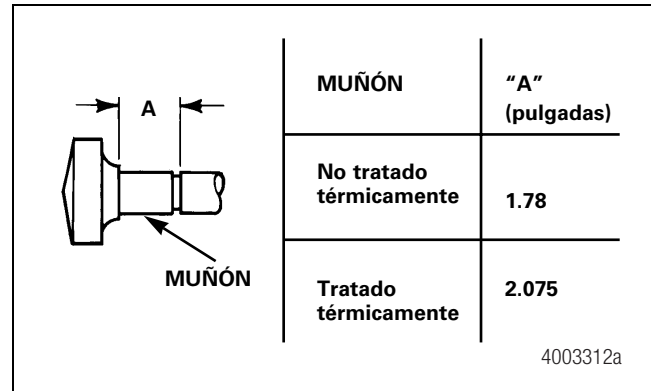 A
MUÑÓN
MUÑÓN
“A”
(pulgadas)
No tratado
térmicamente
1.78
Tratado
térmicamente
2.075
4003312a